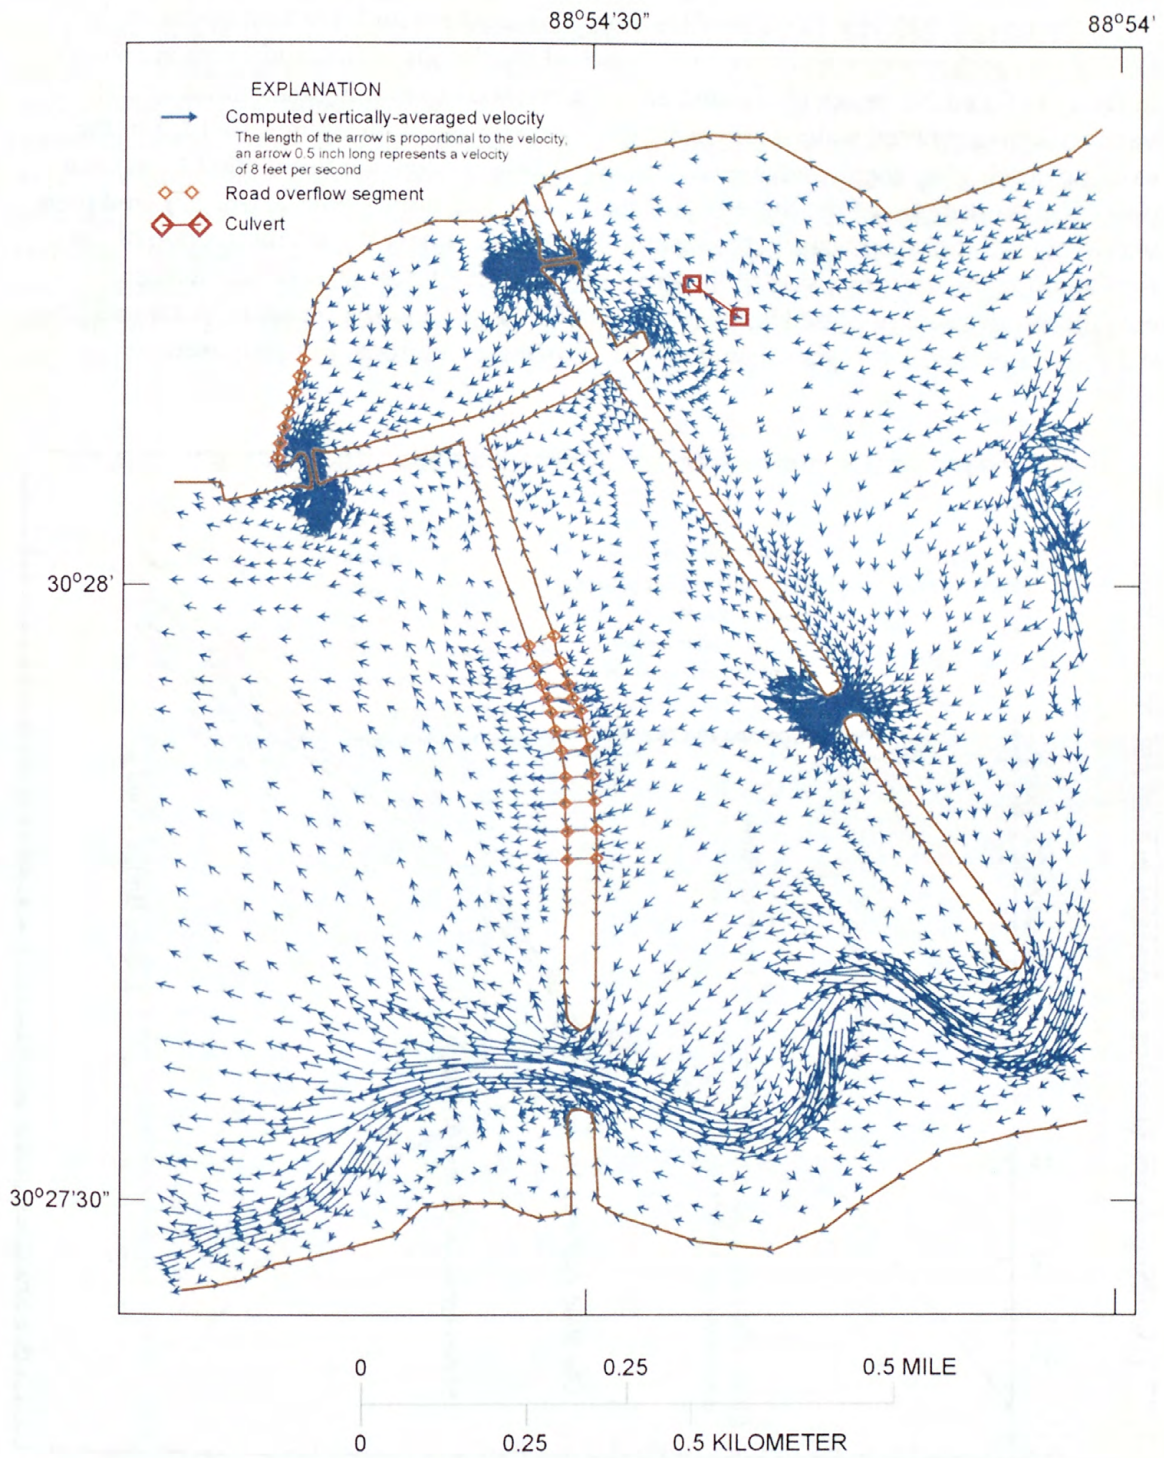 88°54'30" 88°54'
EXPLANATION
Computed vertically-averaged velocity
The length of the arrow is proportional to the velocity;
an arrow 0.5 inch long represents a velocity
of 8 feet per second
Road overflow segment
Culvert
30°28'
30°27'30"
0 0.25 0.5 MILE
0 0.25 0.5 KILOMETER